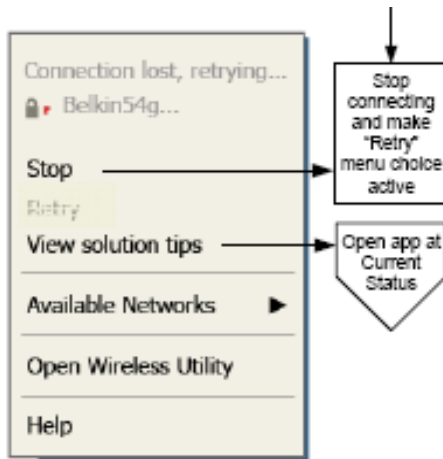 Connection lost, retrying...
Belkin54g...
Stop
Retry
View solution tips
Available Networks
Open Wireless Utility
Help
Stop
connecting
and make
"Retry"
menu choice
active
Open app at
Current
Status